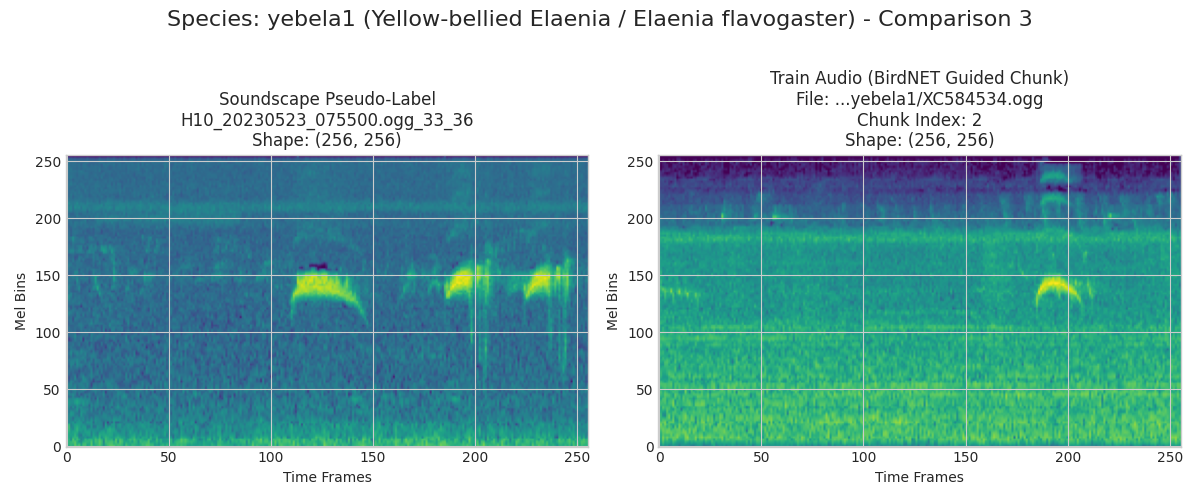 Species: yebela1 (Yellow-bellied Elaenia / Elaenia flavogaster) - Comparison 3
Soundscape Pseudo-Label
H10_20230523_075500.ogg_33_36
Shape: (256, 256)
Train Audio (BirdNET Guided Chunk)
File: ...yebela1/XC584534.ogg
Chunk Index: 2
Shape: (256, 256)
Mel Bins
250
200
150
100
50
0
0 50 100 150 200 250
Time Frames
Mel Bins
250
200
150
100
50
0
0 50 100 150 200 250
Time Frames